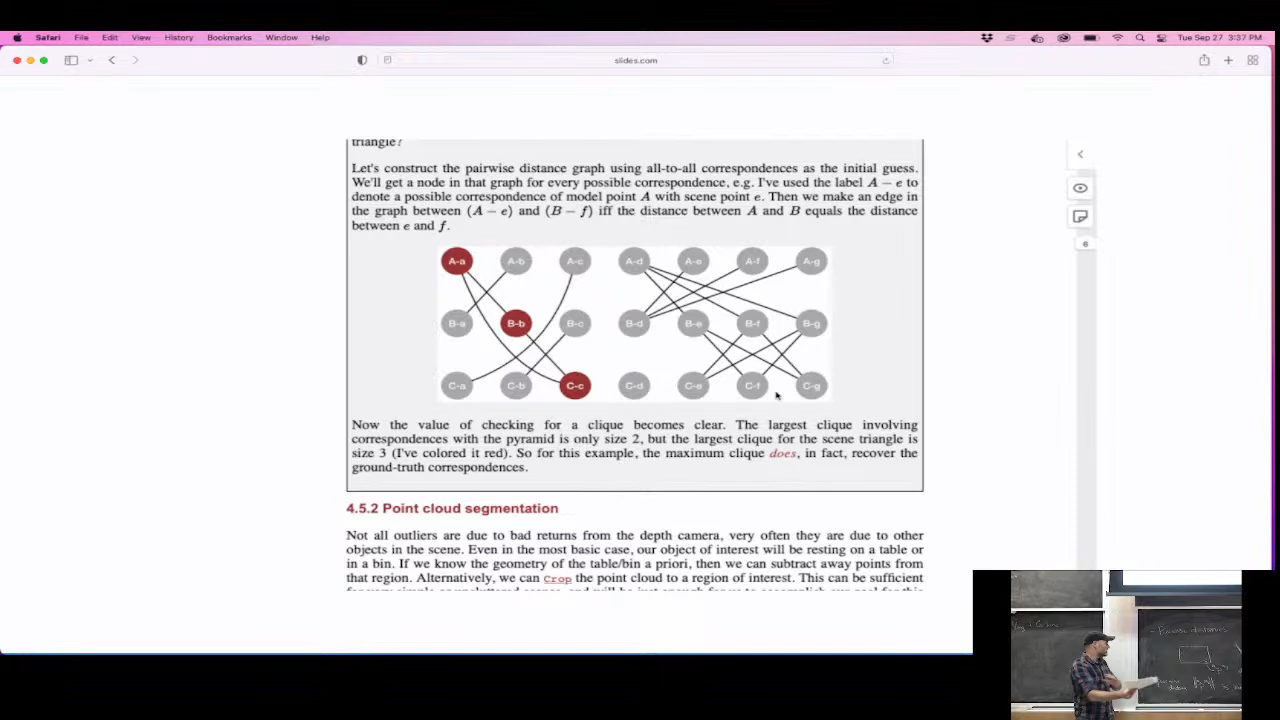 Safari File Edit View History Bookmarks Window Help Tue Sep 27 3:37 PM
slides.com
triangle?
Let's construct the pairwise distance graph using all-to-all correspondences as the initial guess.
We'll get a node in that graph for every possible correspondence, e.g. I've used the label A − e to
denote a possible correspondence of model point A with scene point e. Then we make an edge in
the graph between (A − e) and (B − f) iff the distance between A and B equals the distance
between e and f.
A-a A-b A-c A-d A-e A-f A-g
B-a B-b B-c B-d B-e B-f B-g
C-a C-b C-c C-d C-e C-f C-g
6
Now the value of checking for a clique becomes clear. The largest clique involving
correspondences with the pyramid is only size 2, but the largest clique for the scene triangle is
size 3 (I've colored it red). So for this example, the maximum clique does, in fact, recover the
ground-truth correspondences.
4.5.2 Point cloud segmentation
Not all outliers are due to bad returns from the depth camera, very often they are due to other
objects in the scene. Even in the most basic case, our object of interest will be resting on a table or
in a bin. If we know the geometry of the table/bin a priori, then we can subtract away points from
that region. Alternatively, we can Crop the point cloud to a region of interest. This can be sufficient